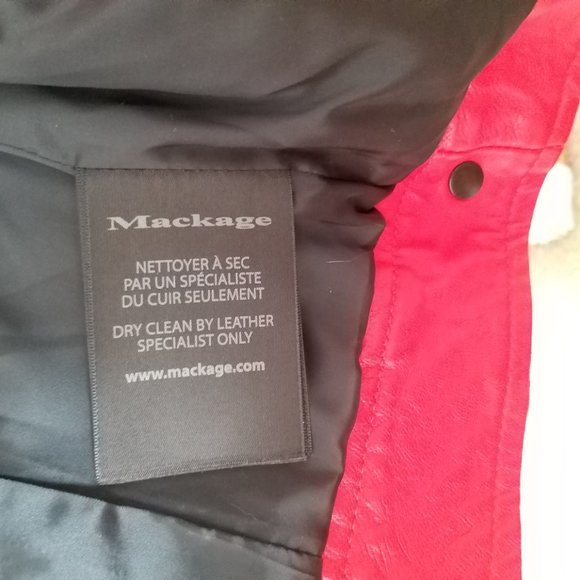 Mackage
NETTOYER À SEC
PAR UN SPÉCIALISTE
DU CUIR SEULEMENT
DRY CLEAN BY LEATHER
SPECIALIST ONLY
www.mackage.com